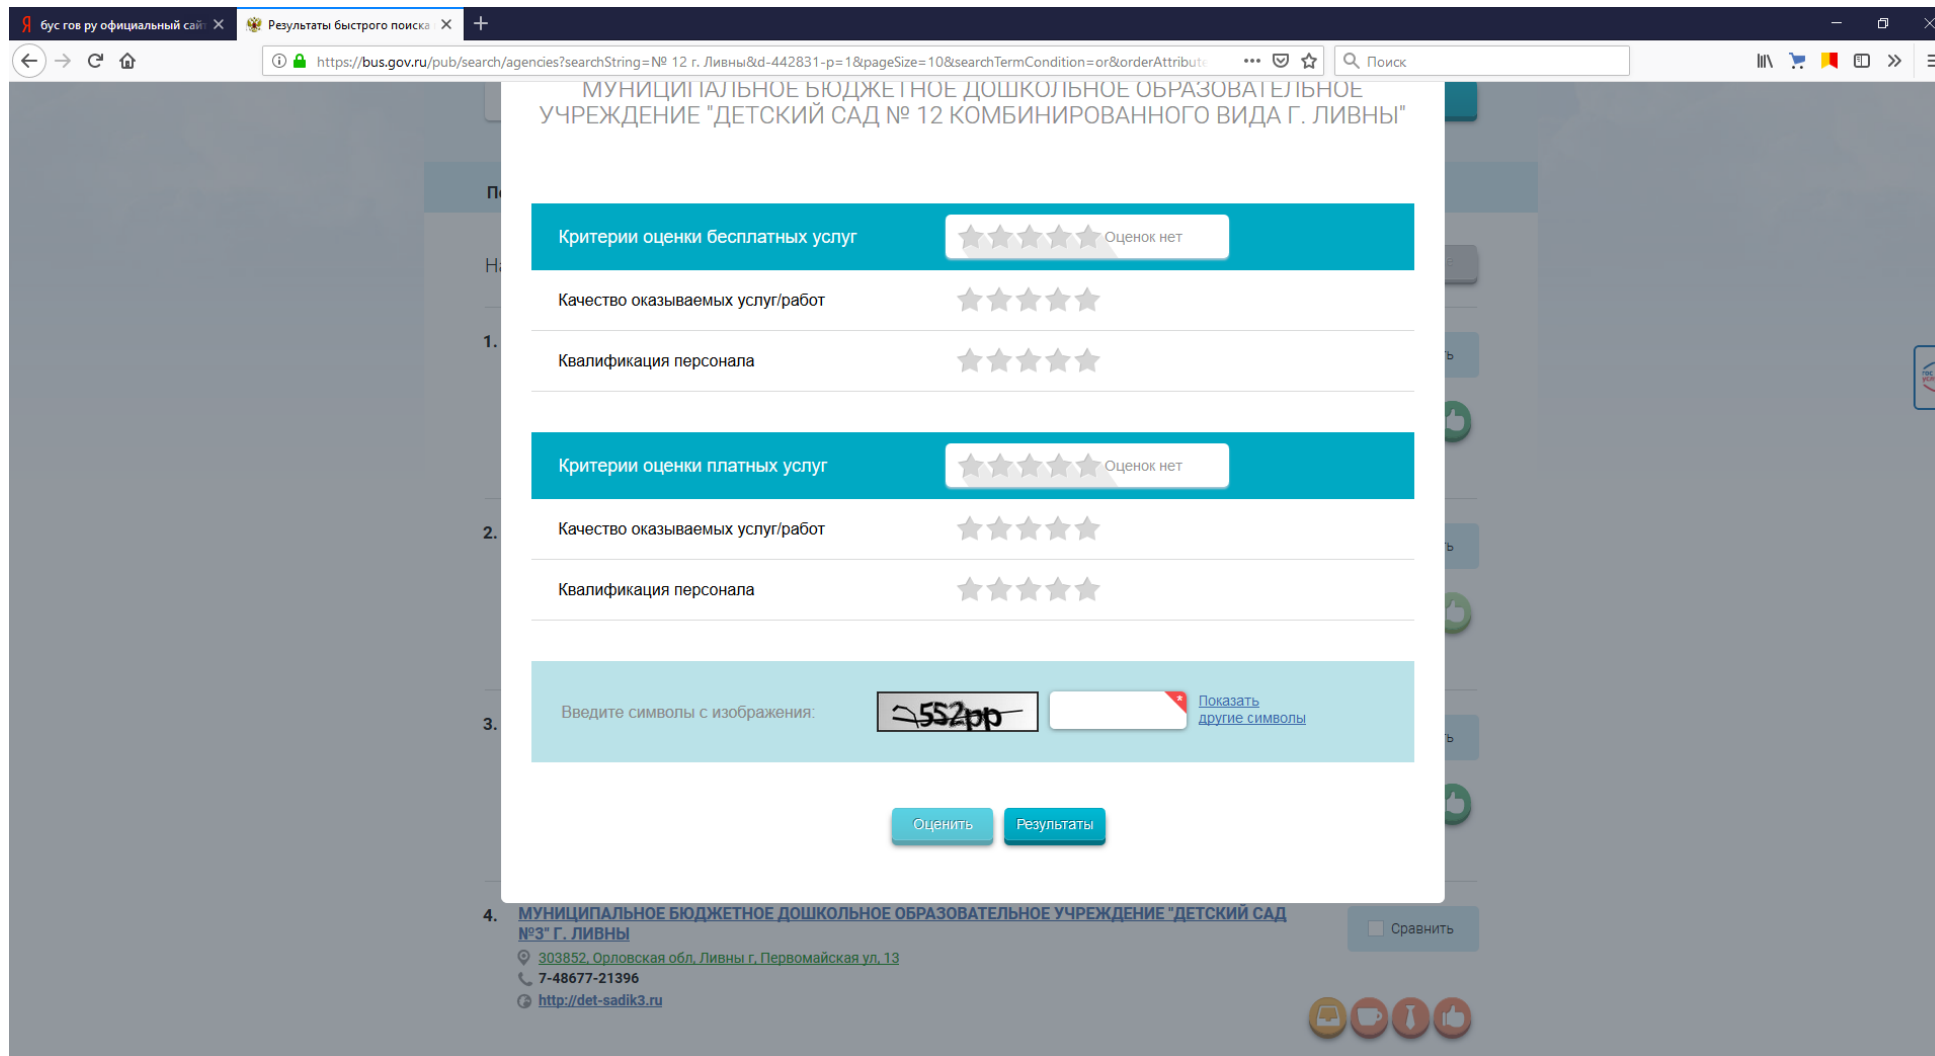 бус гов ру официальный сай
Результаты быстрого поиска
https://bus.gov.ru/pub/search/agencies?searchString=№ 12 г. Ливны&d-442831-p=1&pageSize=10&searchTermCondition=or&orderAttribute
Поиск
МУНИЦИПАЛЬНОЕ БЮДЖЕТНОЕ ДОШКОЛЬНОЕ ОБРАЗОВАТЕЛЬНОЕ
УЧРЕЖДЕНИЕ "ДЕТСКИЙ САД № 12 КОМБИНИРОВАННОГО ВИДА Г. ЛИВНЫ"
Критерии оценки бесплатных услуг
Оценок нет
Качество оказываемых услуг/работ
1.
Квалификация персонала
Критерии оценки платных услуг
Оценок нет
2.
Качество оказываемых услуг/работ
Квалификация персонала
3.
Введите символы с изображения:
552pp
Показать
другие символы
Оценить
Результаты
4.
МУНИЦИПАЛЬНОЕ БЮДЖЕТНОЕ ДОШКОЛЬНОЕ ОБРАЗОВАТЕЛЬНОЕ УЧРЕЖДЕНИЕ "ДЕТСКИЙ САД
№3" Г. ЛИВНЫ
Сравнить
303852, Орловская обл, Ливны г, Первомайская ул, 13
7-48677-21396
http://det-sadik3.ru